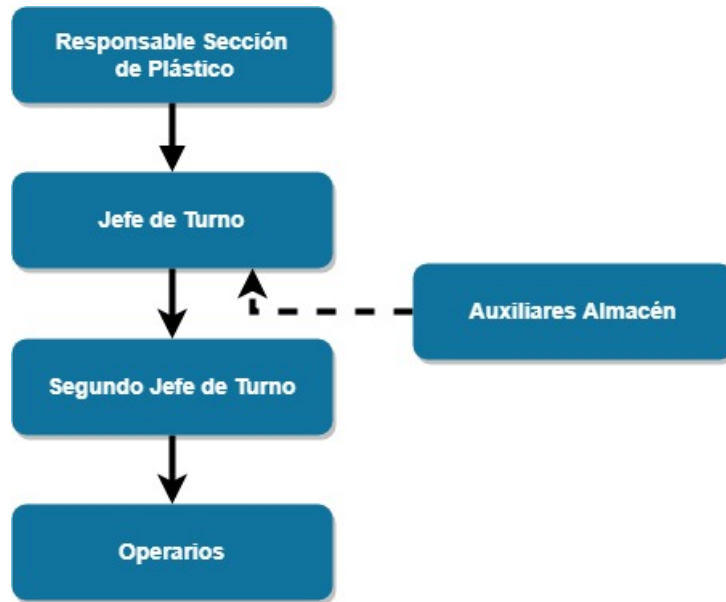 Responsable Sección
de Plástico
Jefe de Turno
Auxiliares Almacén
Segundo Jefe de Turno
Operarios